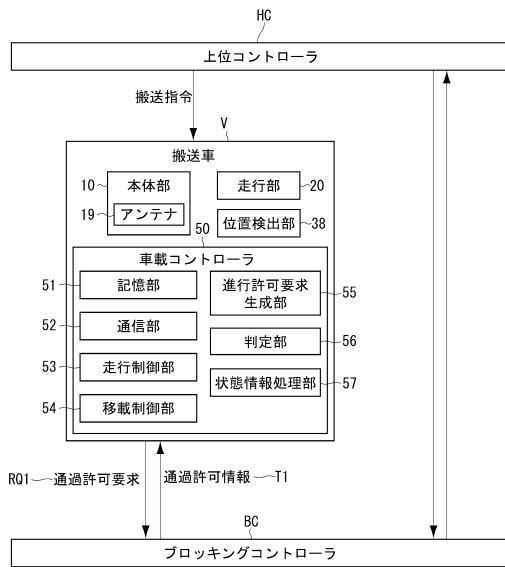 HC
上位コントローラ
搬送指令
V
搬送車
10
本体部
走行部
20
19
アンテナ
位置検出部
38
50
車載コントローラ
51
記憶部
進行許可要求
生成部
55
52
通信部
判定部
56
53
走行制御部
状態情報処理部
57
54
移載制御部
RQ1
通過許可要求
通過許可情報
T1
BC
ブロッキングコントローラ